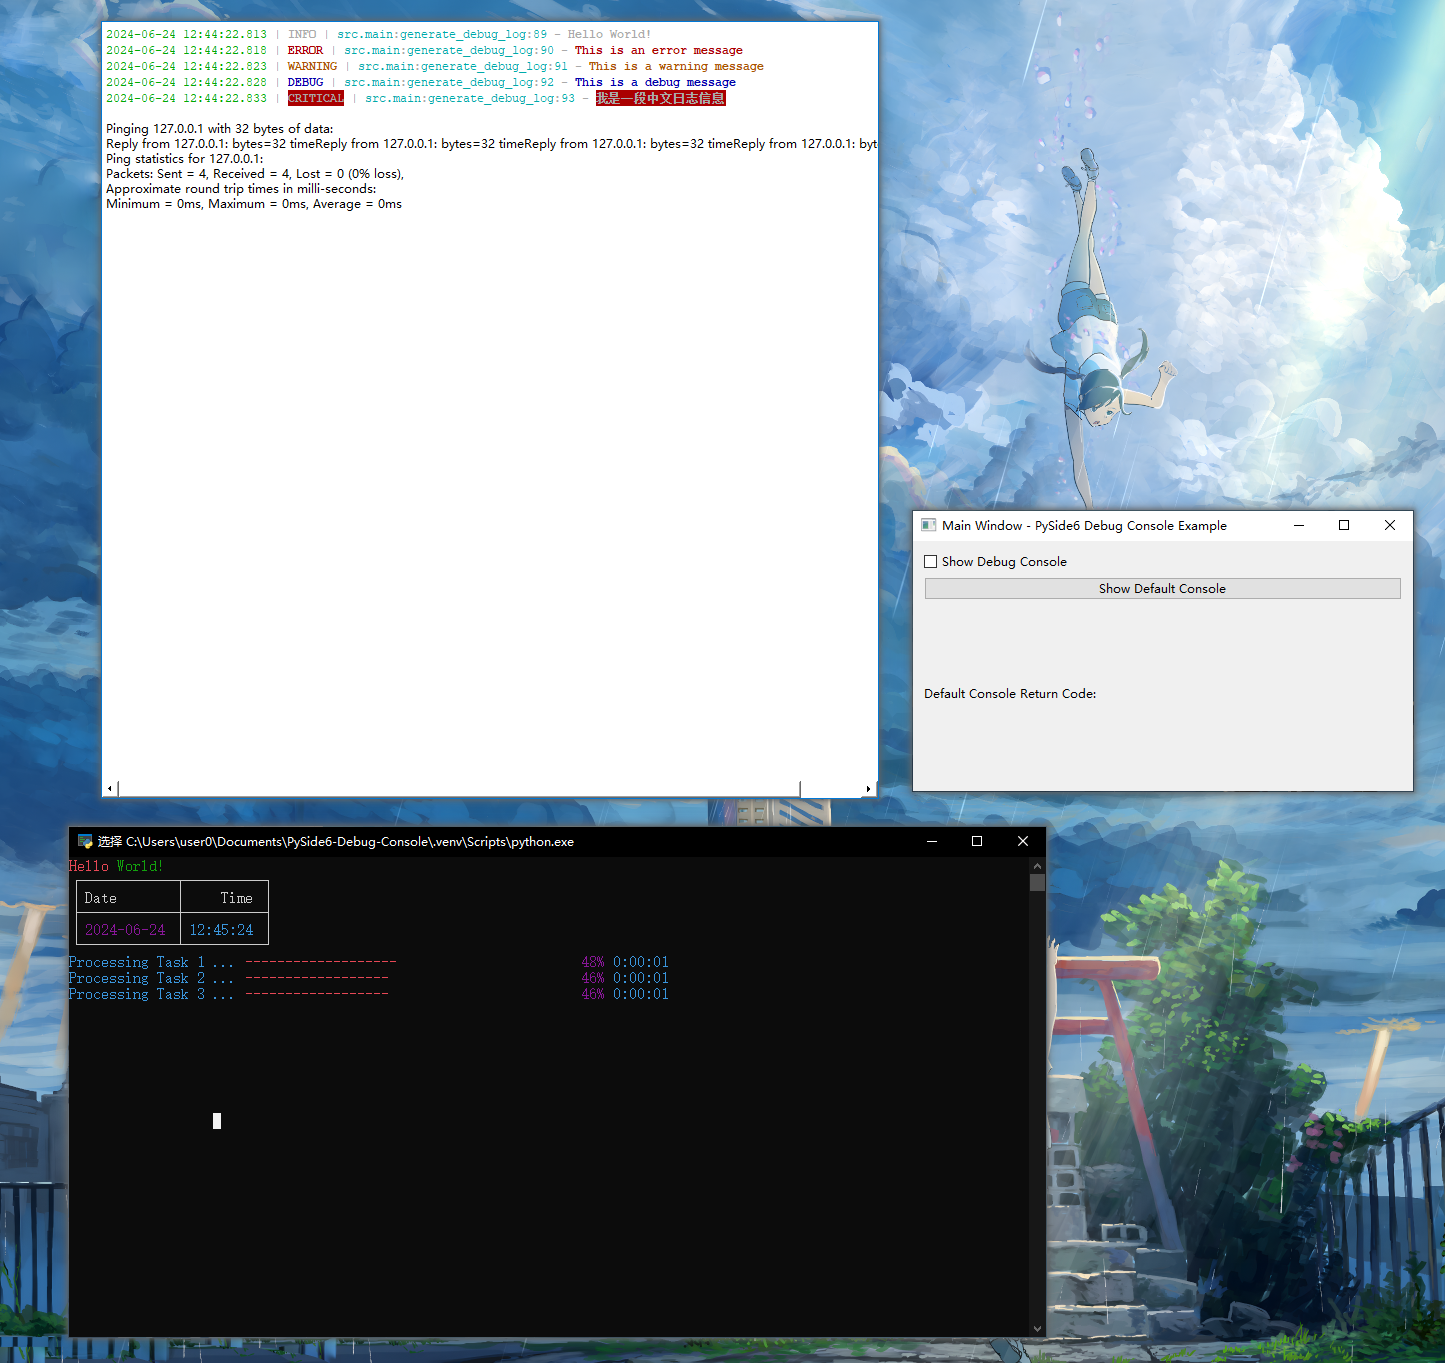 2024-06-24 12:44:22.813 | INFO | src.main:generate_debug_log:89 - Hello World!
2024-06-24 12:44:22.818 | ERROR | src.main:generate_debug_log:90 - This is an error message
2024-06-24 12:44:22.823 | WARNING | src.main:generate_debug_log:91 - This is a warning message
2024-06-24 12:44:22.828 | DEBUG | src.main:generate_debug_log:92 - This is a debug message
2024-06-24 12:44:22.833 | CRITICAL | src.main:generate_debug_log:93 - 我是一段中文日志信息
Pinging 127.0.0.1 with 32 bytes of data:
Reply from 127.0.0.1: bytes=32 timeReply from 127.0.0.1: bytes=32 timeReply from 127.0.0.1: bytes=32 timeReply from 127.0.0.1: byt
Ping statistics for 127.0.0.1:
Packets: Sent = 4, Received = 4, Lost = 0 (0% loss),
Approximate round trip times in milli-seconds:
Minimum = 0ms, Maximum = 0ms, Average = 0ms
Main Window - PySide6 Debug Console Example
Show Debug Console
Show Default Console
Default Console Return Code:
选择 C:\Users\user0\Documents\PySide6-Debug-Console\.venv\Scripts\python.exe
Hello World!
Date Time
2024-06-24 12:45:24
Processing Task 1 ... ------------------- 48% 0:00:01
Processing Task 2 ... ------------------ 46% 0:00:01
Processing Task 3 ... ------------------ 46% 0:00:01